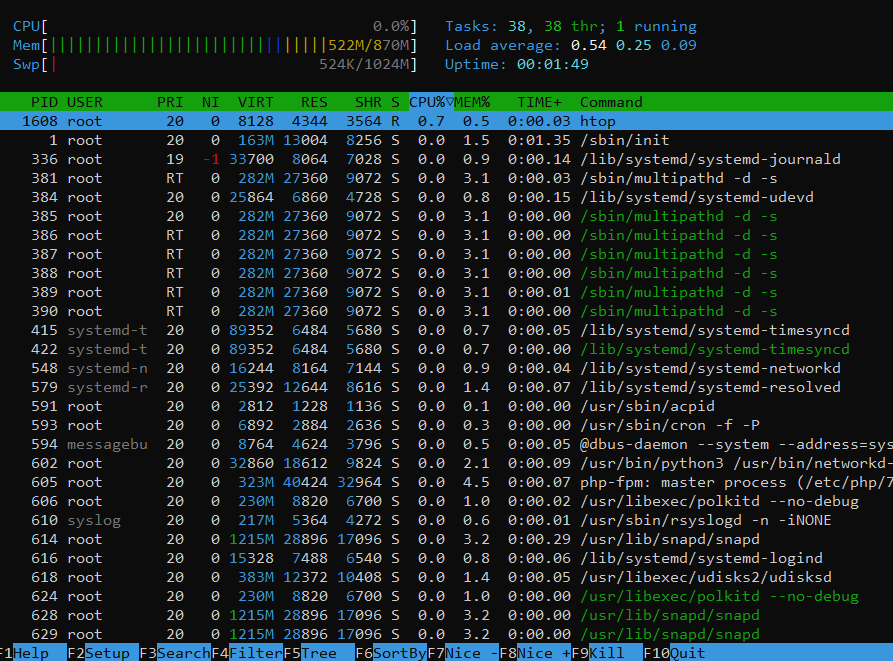 CPU[ 0.0%] Tasks: 38, 38 thr; 1 running
Mem[||||||||||||||||||||||||||||||||522M/870M] Load average: 0.54 0.25 0.09
Swp[| 524K/1024M] Uptime: 00:01:49
PID USER PRI NI VIRT RES SHR S CPU%▽MEM% TIME+ Command
1608 root 20 0 8128 4344 3564 R 0.7 0.5 0:00.03 htop
1 root 20 0 163M 13004 8256 S 0.0 1.5 0:01.35 /sbin/init
336 root 19 -1 33700 8064 7028 S 0.0 0.9 0:00.14 /lib/systemd/systemd-journald
381 root RT 0 282M 27360 9072 S 0.0 3.1 0:00.03 /sbin/multipathd -d -s
384 root 20 0 25864 6860 4728 S 0.0 0.8 0:00.15 /lib/systemd/systemd-udevd
385 root 20 0 282M 27360 9072 S 0.0 3.1 0:00.00 /sbin/multipathd -d -s
386 root RT 0 282M 27360 9072 S 0.0 3.1 0:00.00 /sbin/multipathd -d -s
387 root RT 0 282M 27360 9072 S 0.0 3.1 0:00.00 /sbin/multipathd -d -s
388 root RT 0 282M 27360 9072 S 0.0 3.1 0:00.00 /sbin/multipathd -d -s
389 root RT 0 282M 27360 9072 S 0.0 3.1 0:00.01 /sbin/multipathd -d -s
390 root RT 0 282M 27360 9072 S 0.0 3.1 0:00.00 /sbin/multipathd -d -s
415 systemd-t 20 0 89352 6484 5680 S 0.0 0.7 0:00.05 /lib/systemd/systemd-timesyncd
422 systemd-t 20 0 89352 6484 5680 S 0.0 0.7 0:00.00 /lib/systemd/systemd-timesyncd
548 systemd-n 20 0 16244 8164 7144 S 0.0 0.9 0:00.04 /lib/systemd/systemd-networkd
579 systemd-r 20 0 25392 12644 8616 S 0.0 1.4 0:00.07 /lib/systemd/systemd-resolved
591 root 20 0 2812 1228 1136 S 0.0 0.1 0:00.00 /usr/sbin/acpid
593 root 20 0 6892 2884 2636 S 0.0 0.3 0:00.00 /usr/sbin/cron -f -P
594 messagebu 20 0 8764 4624 3796 S 0.0 0.5 0:00.05 @dbus-daemon --system --address=sys
602 root 20 0 32860 18612 9824 S 0.0 2.1 0:00.09 /usr/bin/python3 /usr/bin/networkd-
605 root 20 0 323M 40424 32964 S 0.0 4.5 0:00.07 php-fpm: master process (/etc/php/7
606 root 20 0 230M 8820 6700 S 0.0 1.0 0:00.02 /usr/libexec/polkitd --no-debug
610 syslog 20 0 217M 5364 4272 S 0.0 0.6 0:00.01 /usr/sbin/rsyslogd -n -iNONE
614 root 20 0 1215M 28896 17096 S 0.0 3.2 0:00.29 /usr/lib/snapd/snapd
616 root 20 0 15328 7488 6540 S 0.0 0.8 0:00.06 /lib/systemd/systemd-logind
618 root 20 0 383M 12372 10408 S 0.0 1.4 0:00.05 /usr/libexec/udisks2/udisksd
624 root 20 0 230M 8820 6700 S 0.0 1.0 0:00.00 /usr/libexec/polkitd --no-debug
628 root 20 0 1215M 28896 17096 S 0.0 3.2 0:00.00 /usr/lib/snapd/snapd
629 root 20 0 1215M 28896 17096 S 0.0 3.2 0:00.00 /usr/lib/snapd/snapd
F1Help F2Setup F3SearchF4FilterF5Tree F6SortByF7Nice -F8Nice +F9Kill F10Quit